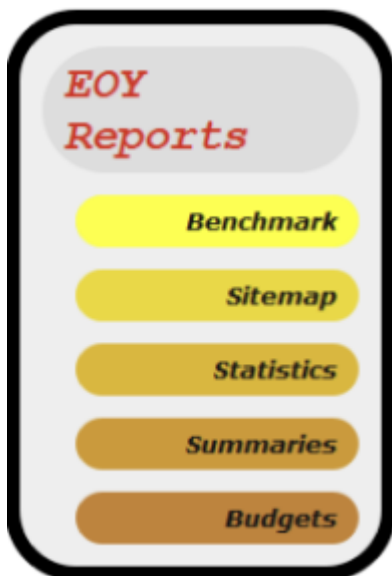 EOY
Reports
Benchmark
Sitemap
Statistics
Summaries
Budgets